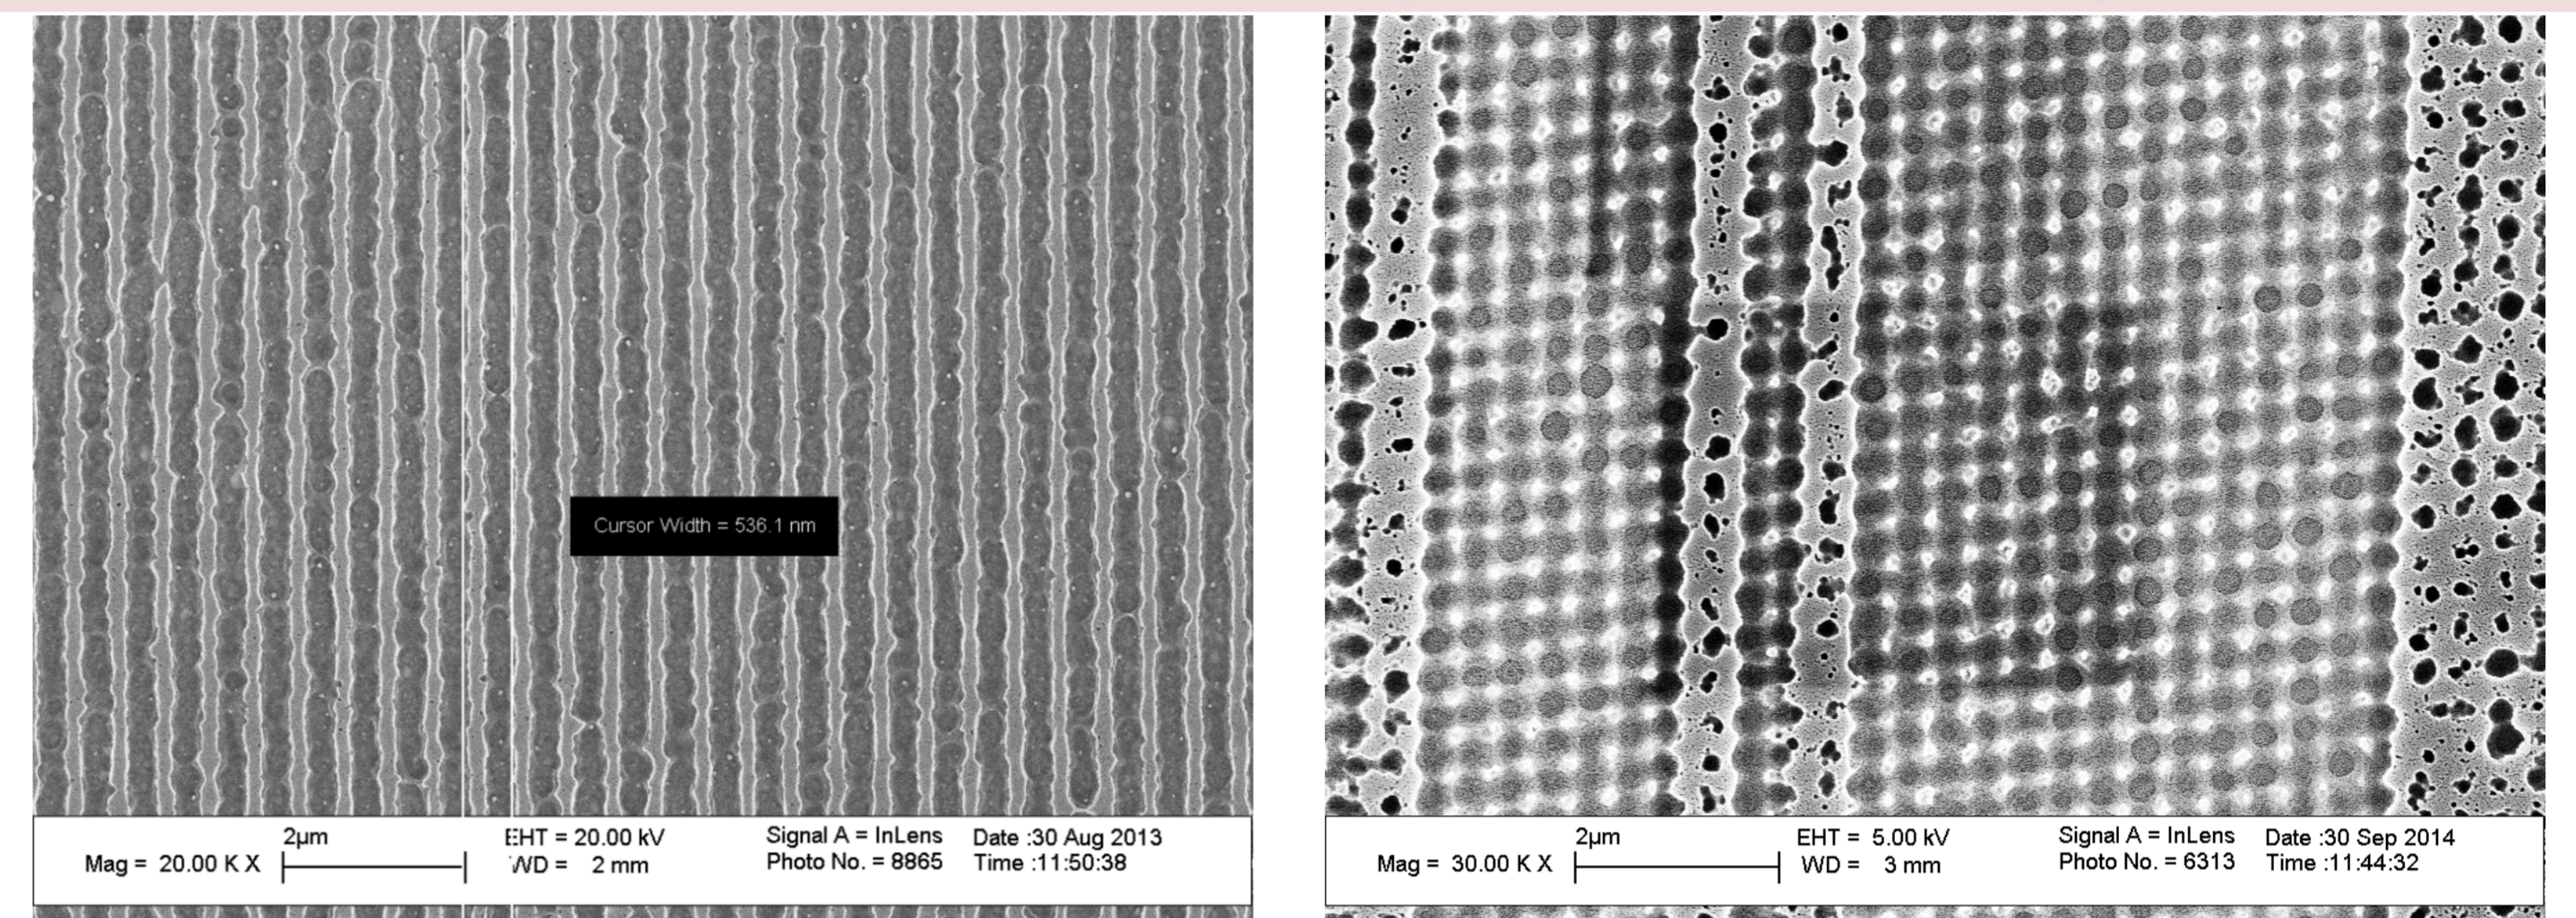 Cursor Width = 536.1 nm
2µm
Mag = 20.00 K X
EHT = 20.00 kV
WD = 2 mm
Signal A = InLens
Photo No. = 8865
Date :30 Aug 2013
Time :11:50:38
2µm
Mag = 30.00 K X
EHT = 5.00 kV
WD = 3 mm
Signal A = InLens
Photo No. = 6313
Date :30 Sep 2014
Time :11:44:32